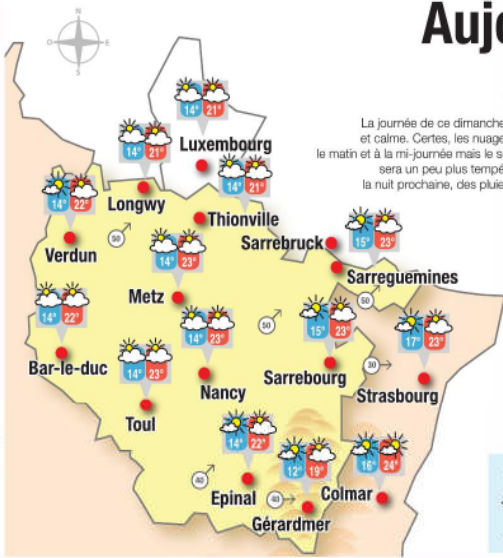 Aujo
N
O
E
S
La journée de ce dimanche
et calme. Certes, les nuage
le matin et à la mi-journée mais le s
sera un peu plus tempé
la nuit prochaine, des pluie
14° 21°
Luxembourg
14° 21°
Longwy
14° 21°
Thionville
14° 22°
Verdun
50
14° 23°
Metz
15° 23°
Sarrebruck
Sarreguemines
50
14° 22°
Bar-le-duc
14° 23°
Toul
14° 23°
Nancy
50
15° 23°
Sarrebourg
30
17° 23°
Strasbourg
14° 22°
Epinal
40
12° 19°
Gérardmer
40
16° 24°
Colmar